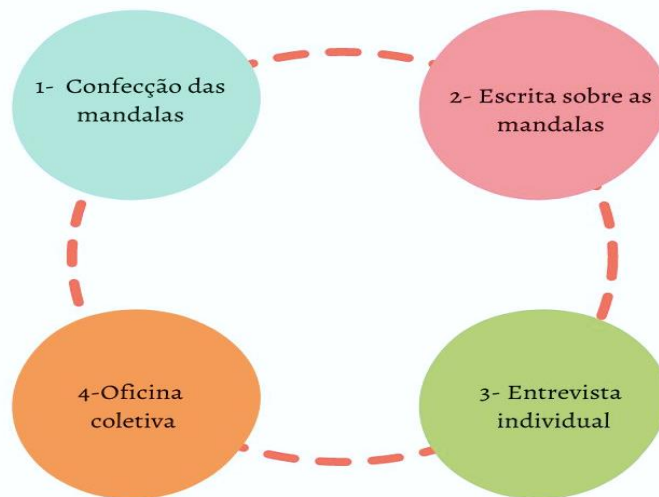 1- Confecção das
mandalas
2- Escrita sobre as
mandalas
3- Entrevista
individual
4-Oficina
coletiva